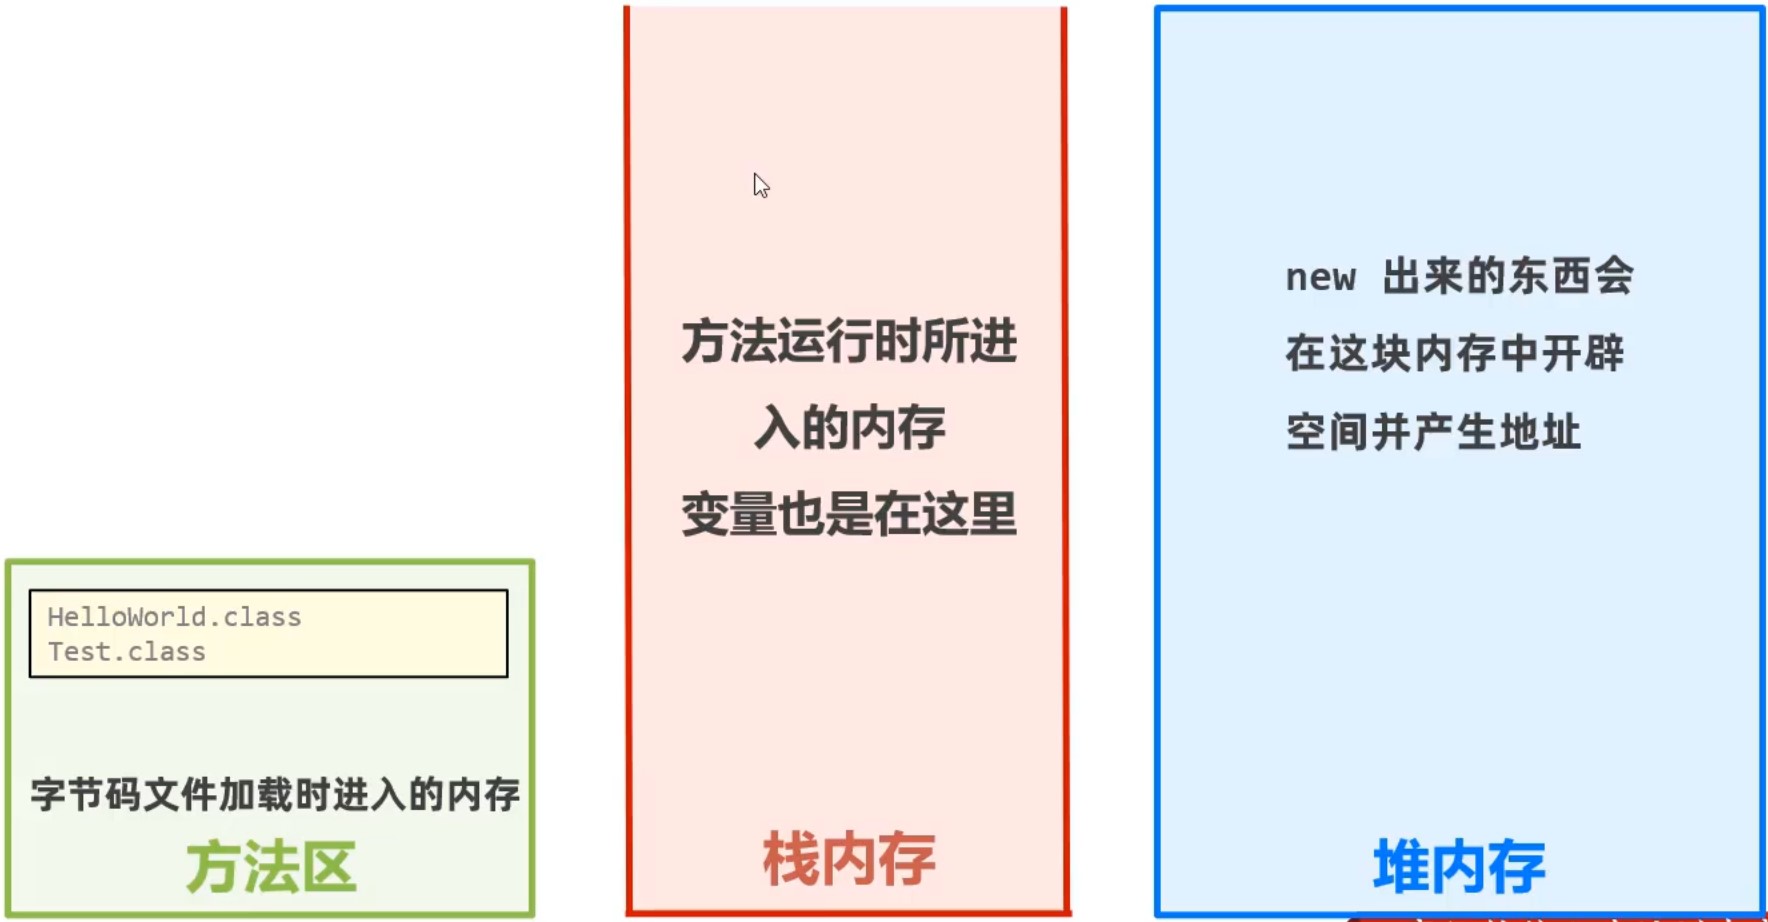 HelloWorld.class
Test.class
字节码文件加载时进入的内存
方法区
方法运行时所进
入的内存
变量也是在这里
栈内存
new 出来的东西会
在这块内存中开辟
空间并产生地址
堆内存